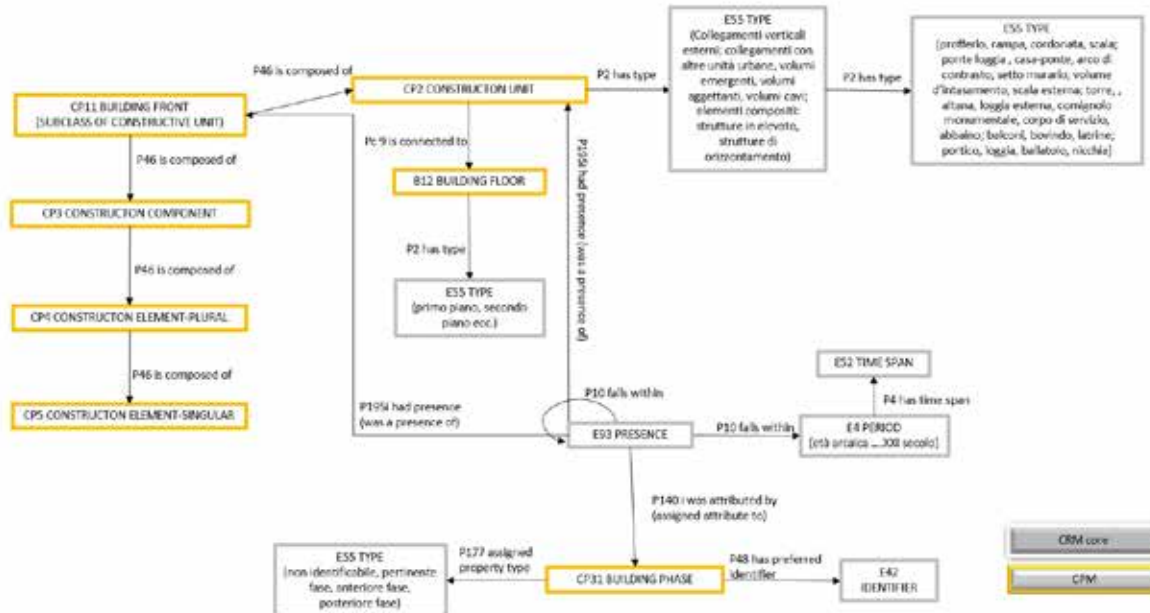 E55 TYPE
(Collegamenti verticali
esterni; collegamenti con
altre unità urbane, volumi
emergenti, volumi
aggettanti, volumi cavi;
elementi compositi:
strutture in elevato,
strutture di
orizzontamento)
E55 TYPE
(profferlo, rampa, cordonata, scala;
ponte loggia , casa-ponte, arco di
contrasto, setto murario, volume
d'intasamento, scala esterna; torre, ,
altana, loggia esterna, comignolo
monumentale, corpo di servizio,
abbaino; balconi, bovindo, latrine;
portico, loggia, ballatoio, nicchia)
P46 is composed of
P2 has type
P2 has type
CP2 CONSTRUCTON UNIT
CP11 BUILDING FRONT
(SUBCLASS OF CONSTRUCTIVE UNIT)
Pc 9 is connected to
P46 is composed of
B12 BUILDING FLOOR
CP3 CONSTRUCTON COMPONENT
P195i had presence (was a presence of)
P2 has type
P46 is composed of
E55 TYPE
(primo piano, secondo
piano ecc.)
CP4 CONSTRUCTON ELEMENT-PLURAL
P46 is composed of
E52 TIME SPAN
P10 falls within
P4 has time span
CP5 CONSTRUCTON ELEMENT-SINGULAR
P195i had presence
(was a presence of)
E93 PRESENCE
P10 falls within
E4 PERIOD
(età arcaica ... XXI secolo)
P140 i was attributed by
(assigned attribute to)
E55 TYPE
(non identificabile, pertinente
fase, anteriore fase,
posteriore fase)
P177 assigned
property type
CP31 BUILDING PHASE
P48 has preferred
identifier
E42
IDENTIFIER
CRM core
CPM